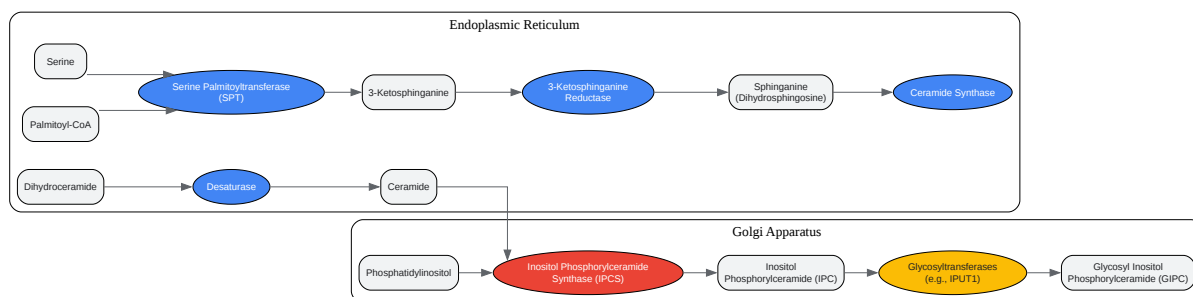 Endoplasmic Reticulum
Serine
Serine Palmitoyltransferase
(SPT)
3-Ketosphinganine
3-Ketosphinganine
Reductase
Sphinganine
(Dihydrosphingosine)
Ceramide Synthase
Palmitoyl-CoA
Dihydroceramide
Desaturase
Ceramide
Golgi Apparatus
Phosphatidylinositol
Inositol Phosphorylceramide
Synthase (IPCS)
Inositol
Phosphorylceramide (IPC)
Glycosyltransferases
(e.g., IPUT1)
Glycosyl Inositol
Phosphorylceramide (GIPC)